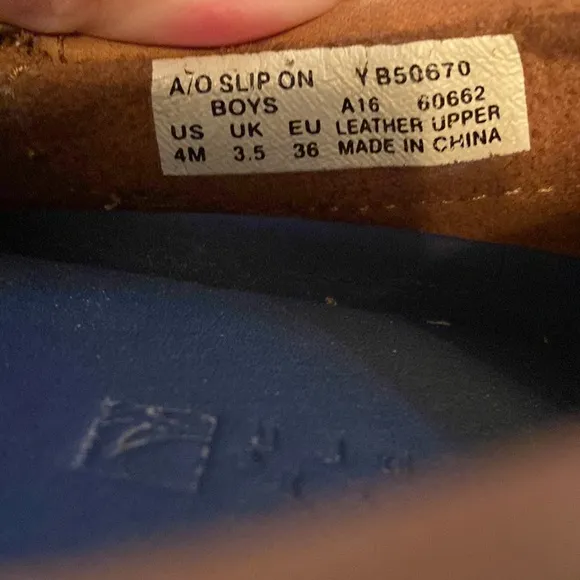 A/O SLIP ON YB50670
BOYS A16 60662
US UK EU LEATHER UPPER
4M 3.5 36 MADE IN CHINA